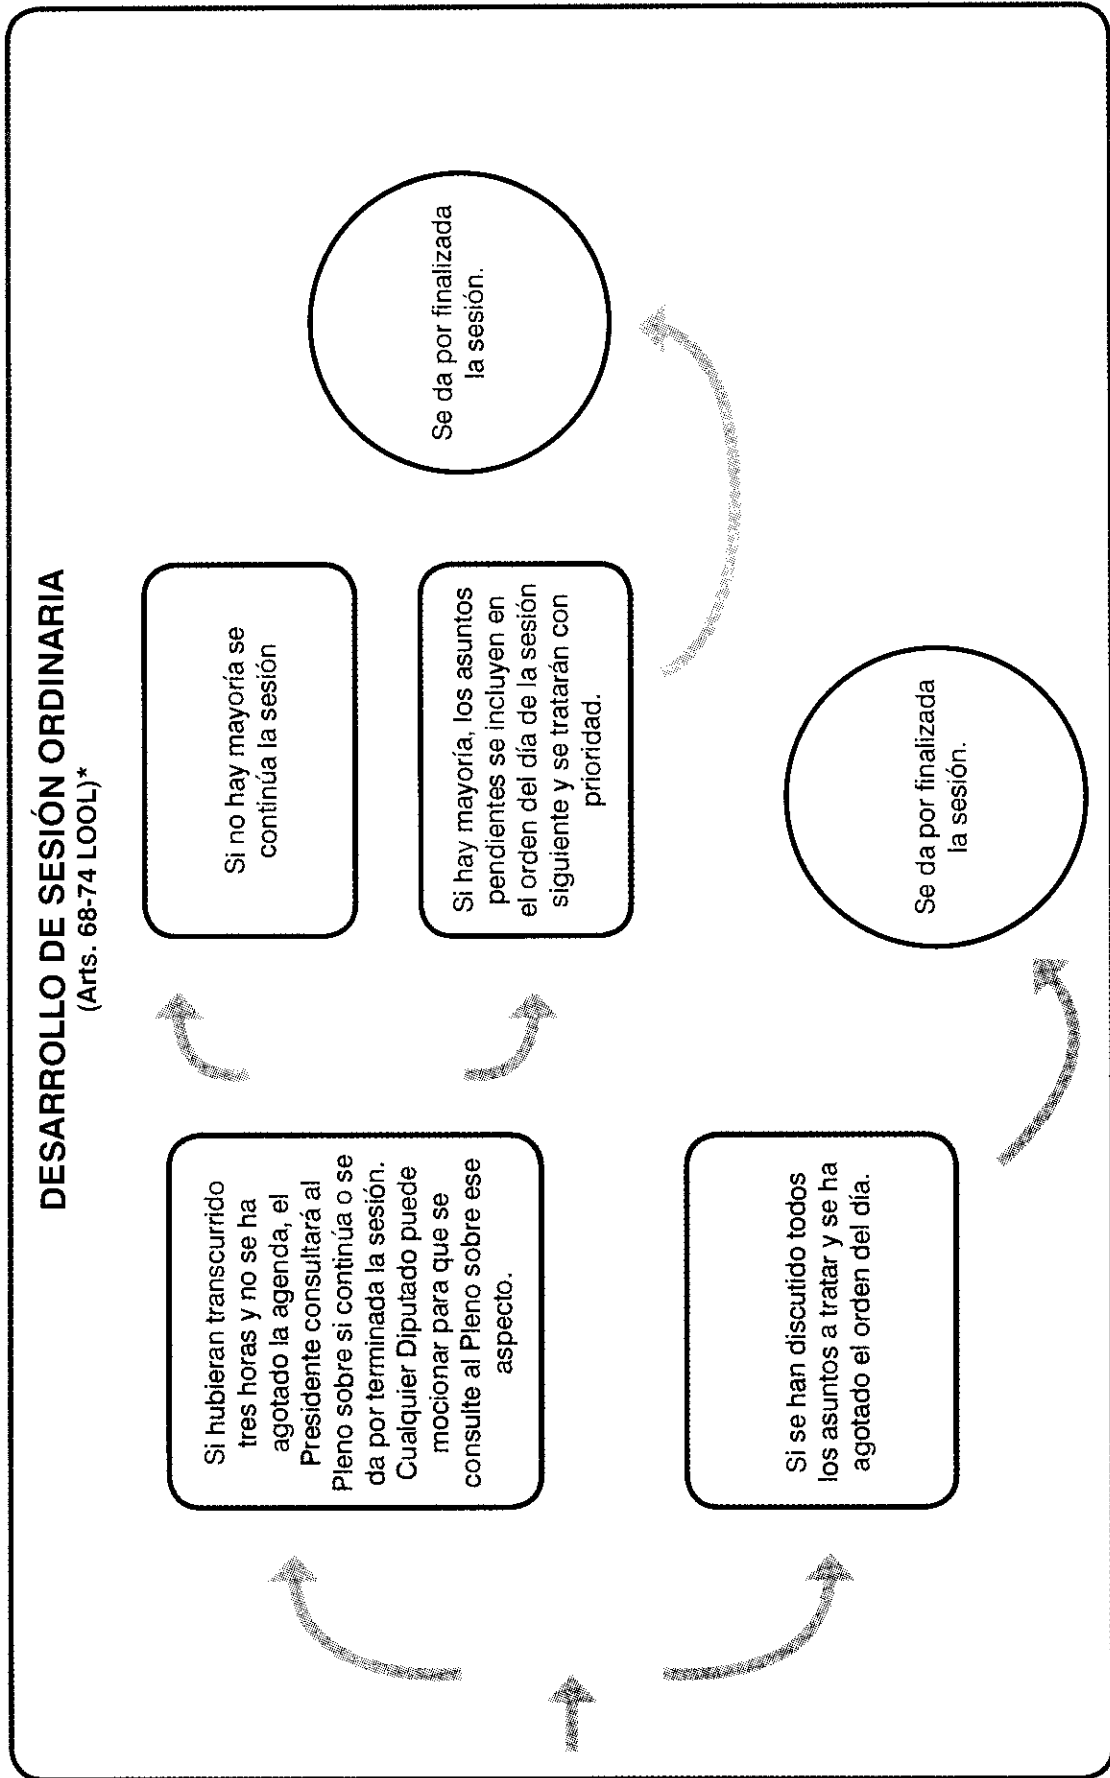 DESARROLLO DE SESIÓN ORDINARIA
(Arts. 68-74 LOOL)*
Si hubieran transcurrido
tres horas y no se ha
agotado la agenda, el
Presidente consultará al
Pleno sobre si continúa o se
da por terminada la sesión.
Cualquier Diputado puede
mocionar para que se
consulte al Pleno sobre ese
aspecto.
Si no hay mayoría se
continúa la sesión
Si hay mayoría, los asuntos
pendientes se incluyen en
el orden del día de la sesión
siguiente y se tratarán con
prioridad.
Se da por finalizada
la sesión.
Si se han discutido todos
los asuntos a tratar y se ha
agotado el orden del día.
Se da por finalizada
la sesión.